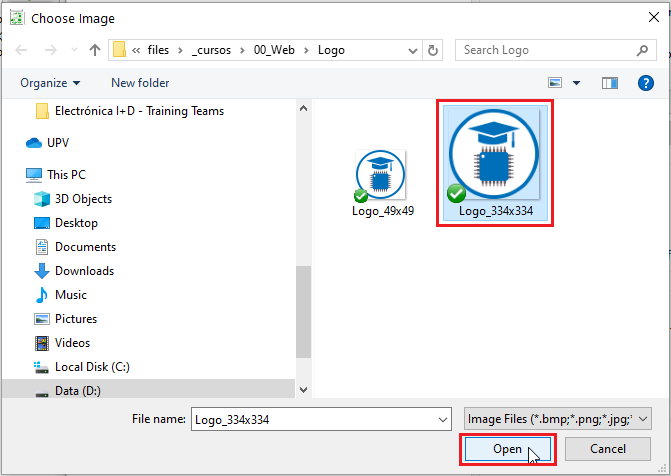 Choose Image
« files › _cursos › 00_Web › Logo
Search Logo
Organize
New folder
Electrónica I+D - Training Teams
UPV
This PC
3D Objects
Desktop
Documents
Downloads
Music
Pictures
Videos
Local Disk (C:)
Data (D:)
Logo_49x49
Logo_334x334
File name: Logo_334x334
Image Files (*.bmp;*.png;*.jpg;*
Open
Cancel